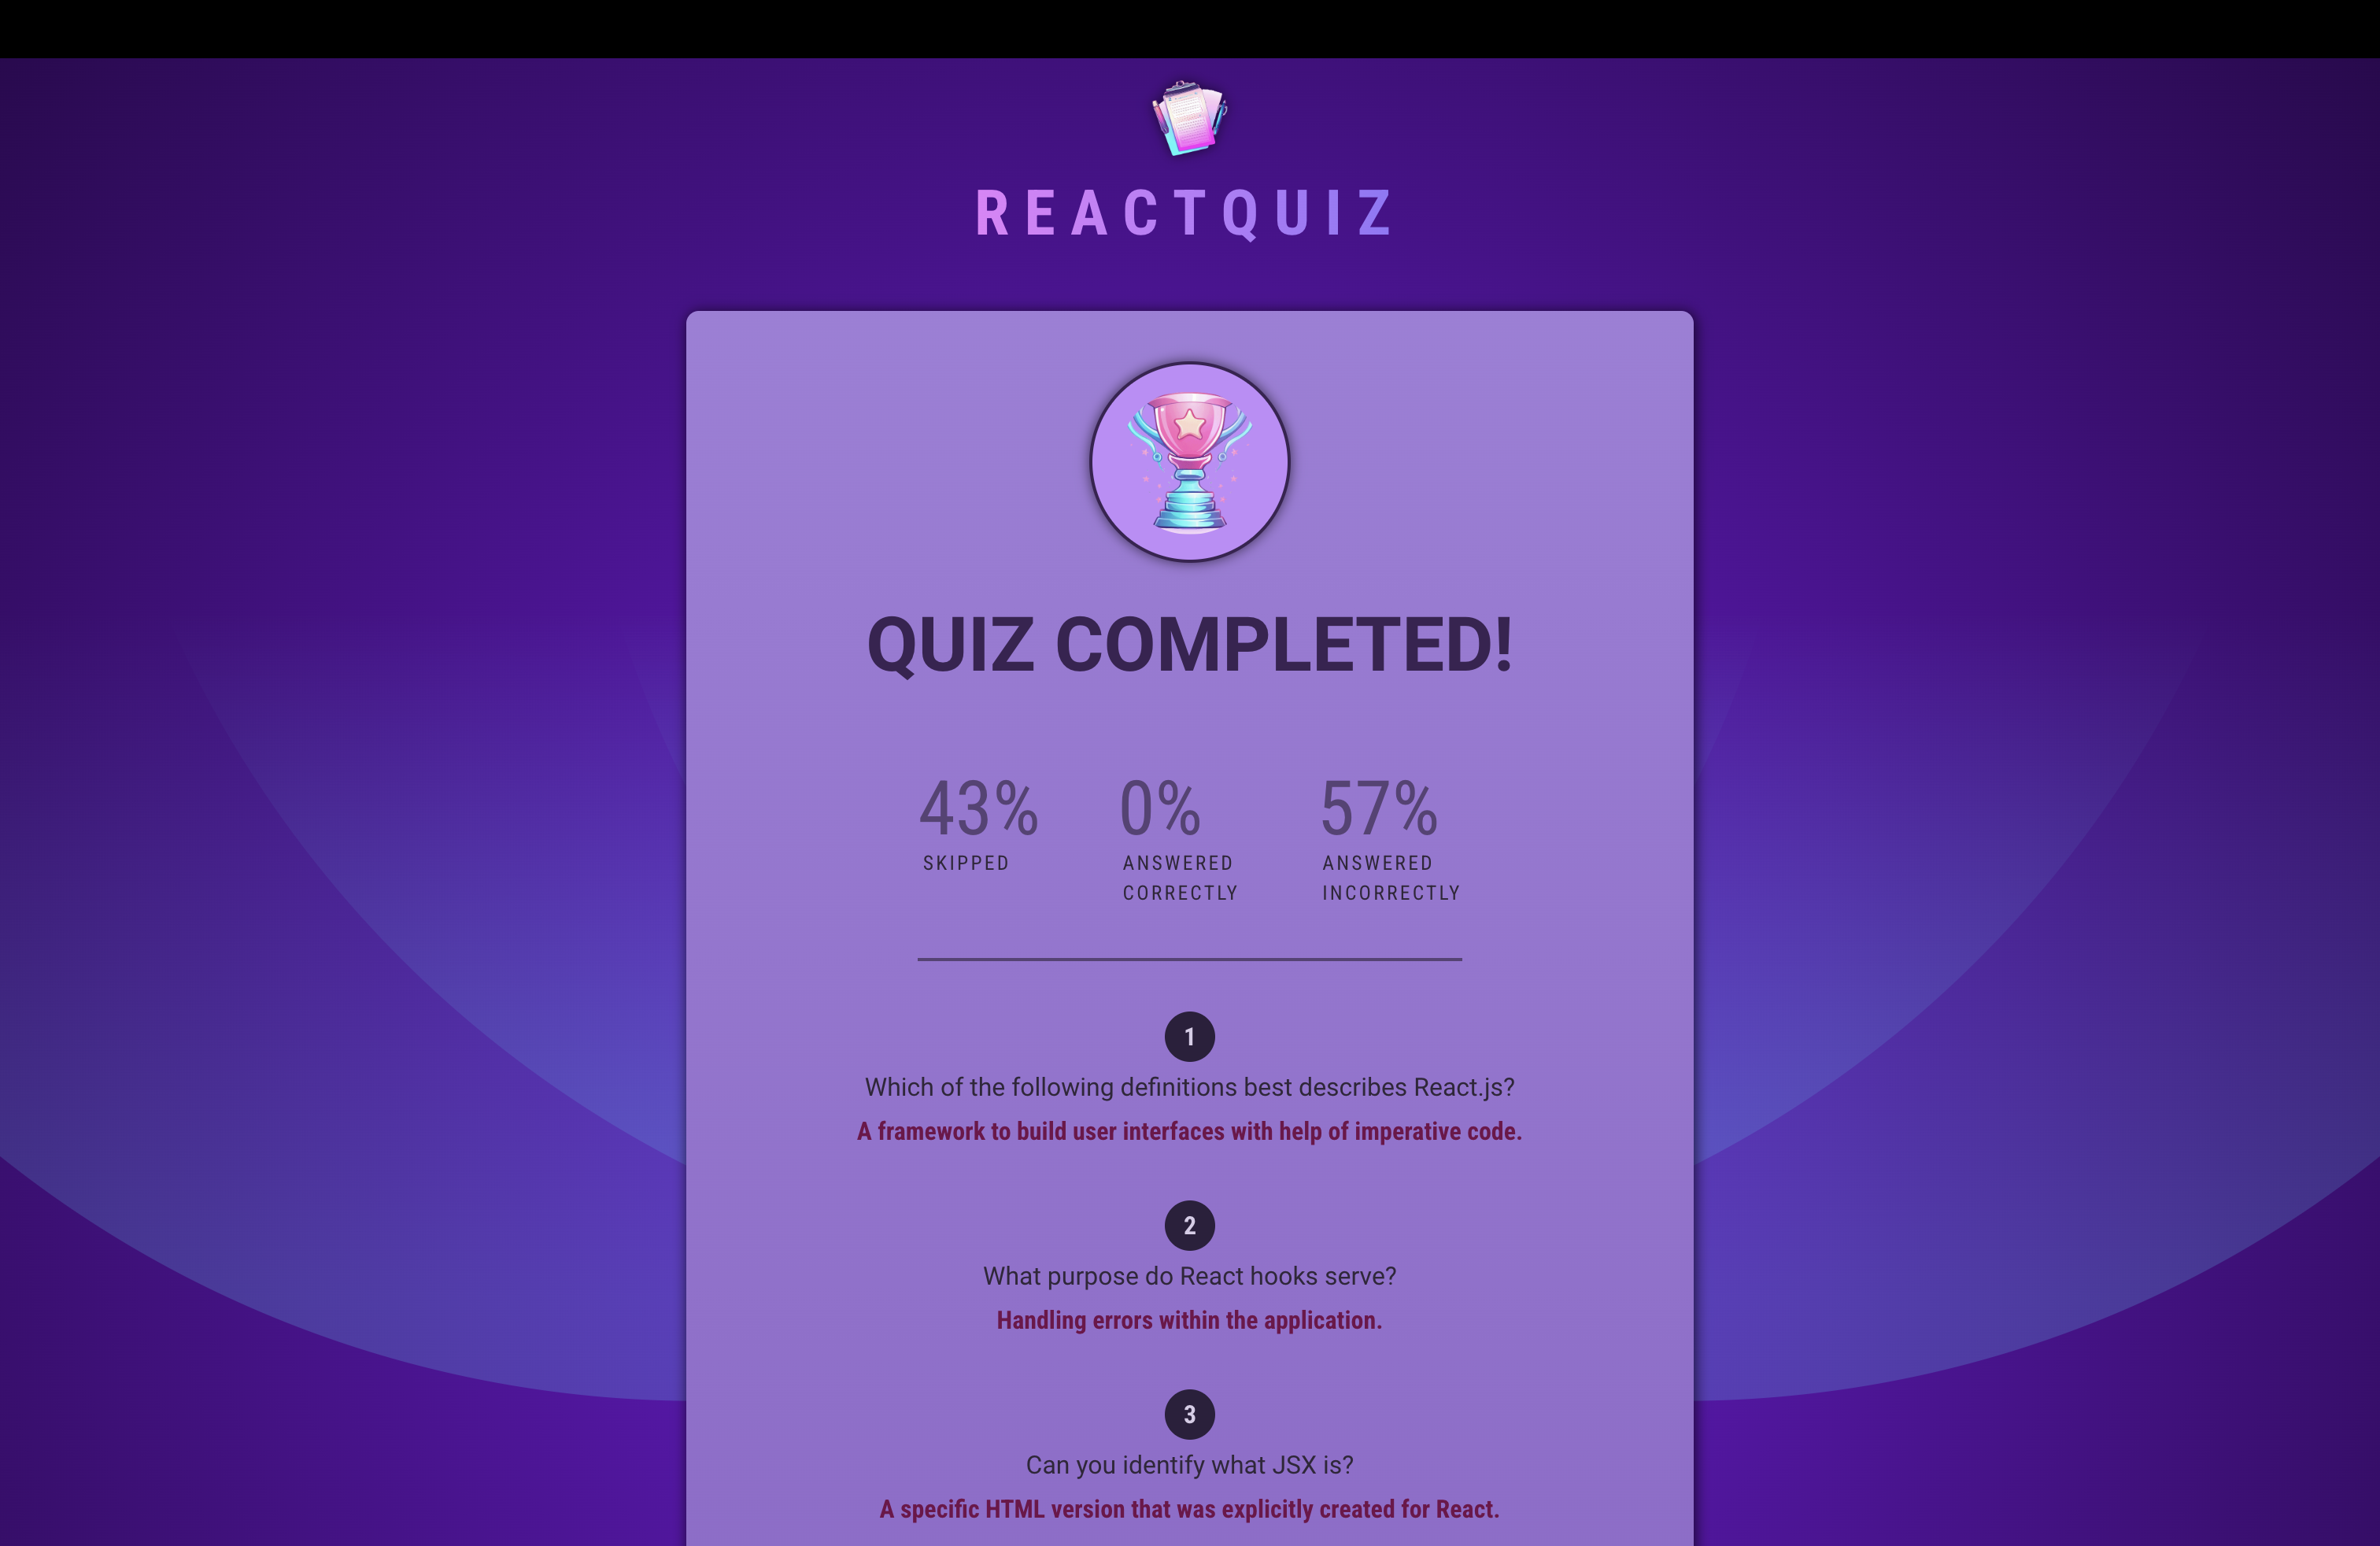 REACTQUIZ
QUIZ COMPLETED!
43%
SKIPPED
0%
ANSWERED
CORRECTLY
57%
ANSWERED
INCORRECTLY
1
Which of the following definitions best describes React.js?
A framework to build user interfaces with help of imperative code.
2
What purpose do React hooks serve?
Handling errors within the application.
3
Can you identify what JSX is?
A specific HTML version that was explicitly created for React.